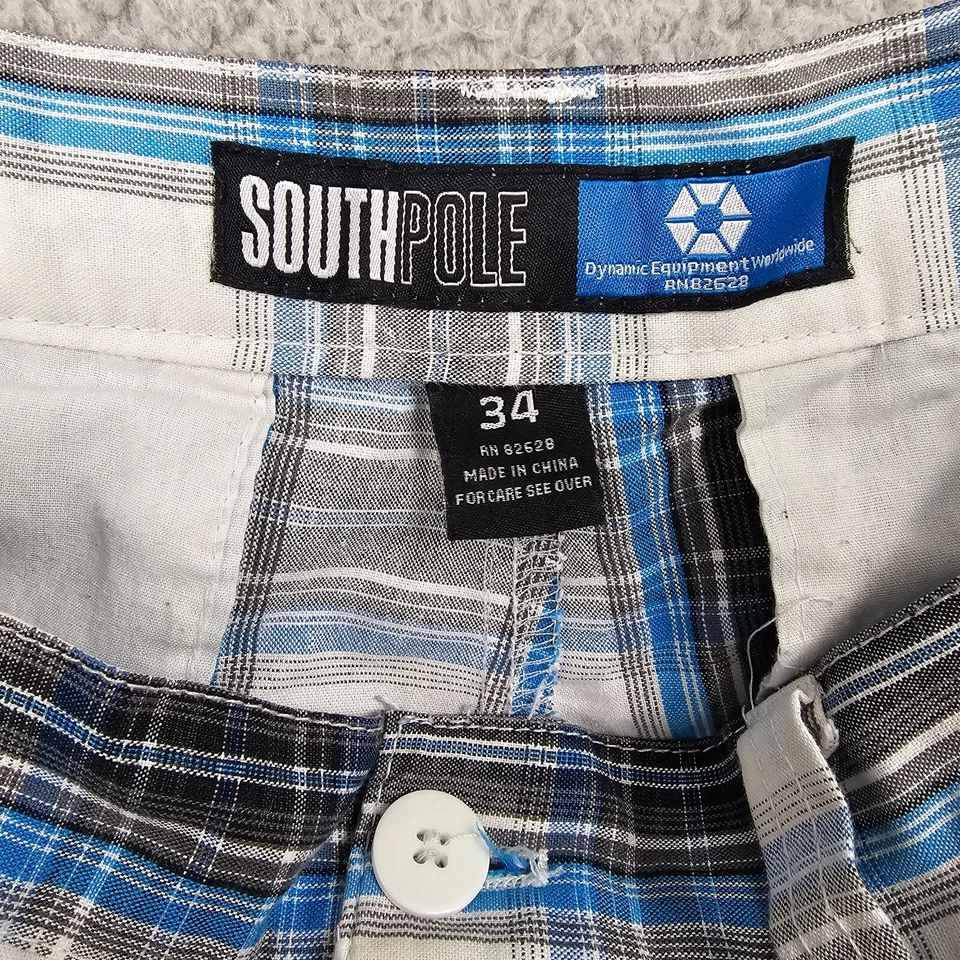 SOUTHPOLE
Dynamic Equipment Worldwide
RN82628
34
RN 82628
MADE IN CHINA
FOR CARE SEE OVER